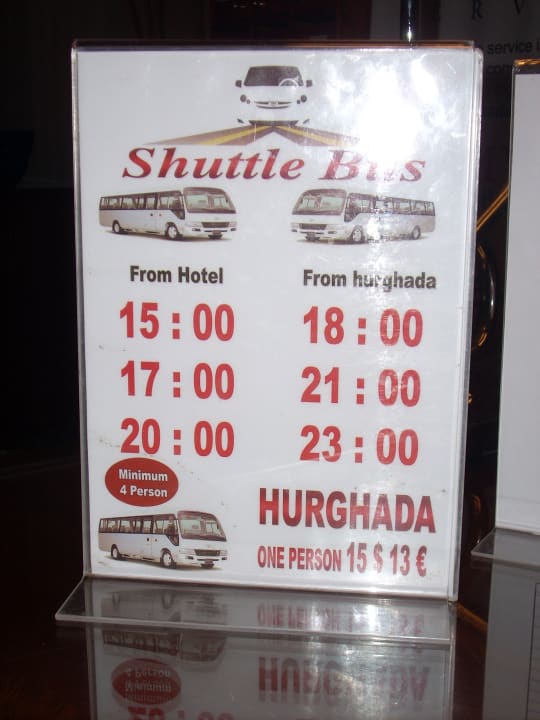 R V
service
Shuttle Bus
From Hotel
15 : 00
17 : 00
20 : 00
From hurghada
18 : 00
21 : 00
23 : 00
Minimum
4 Person
HURGHADA
ONE PERSON 15 $ 13 €